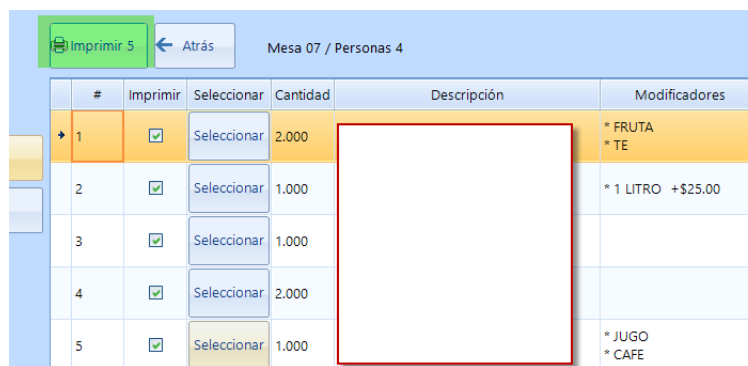 Imprimir 5 Atrás Mesa 07 / Personas 4
# Imprimir Seleccionar Cantidad Descripción Modificadores
1 Seleccionar 2.000 * FRUTA
* TE
2 Seleccionar 1.000 * 1 LITRO +$25.00
3 Seleccionar 1.000
4 Seleccionar 2.000
5 Seleccionar 1.000 * JUGO
* CAFE